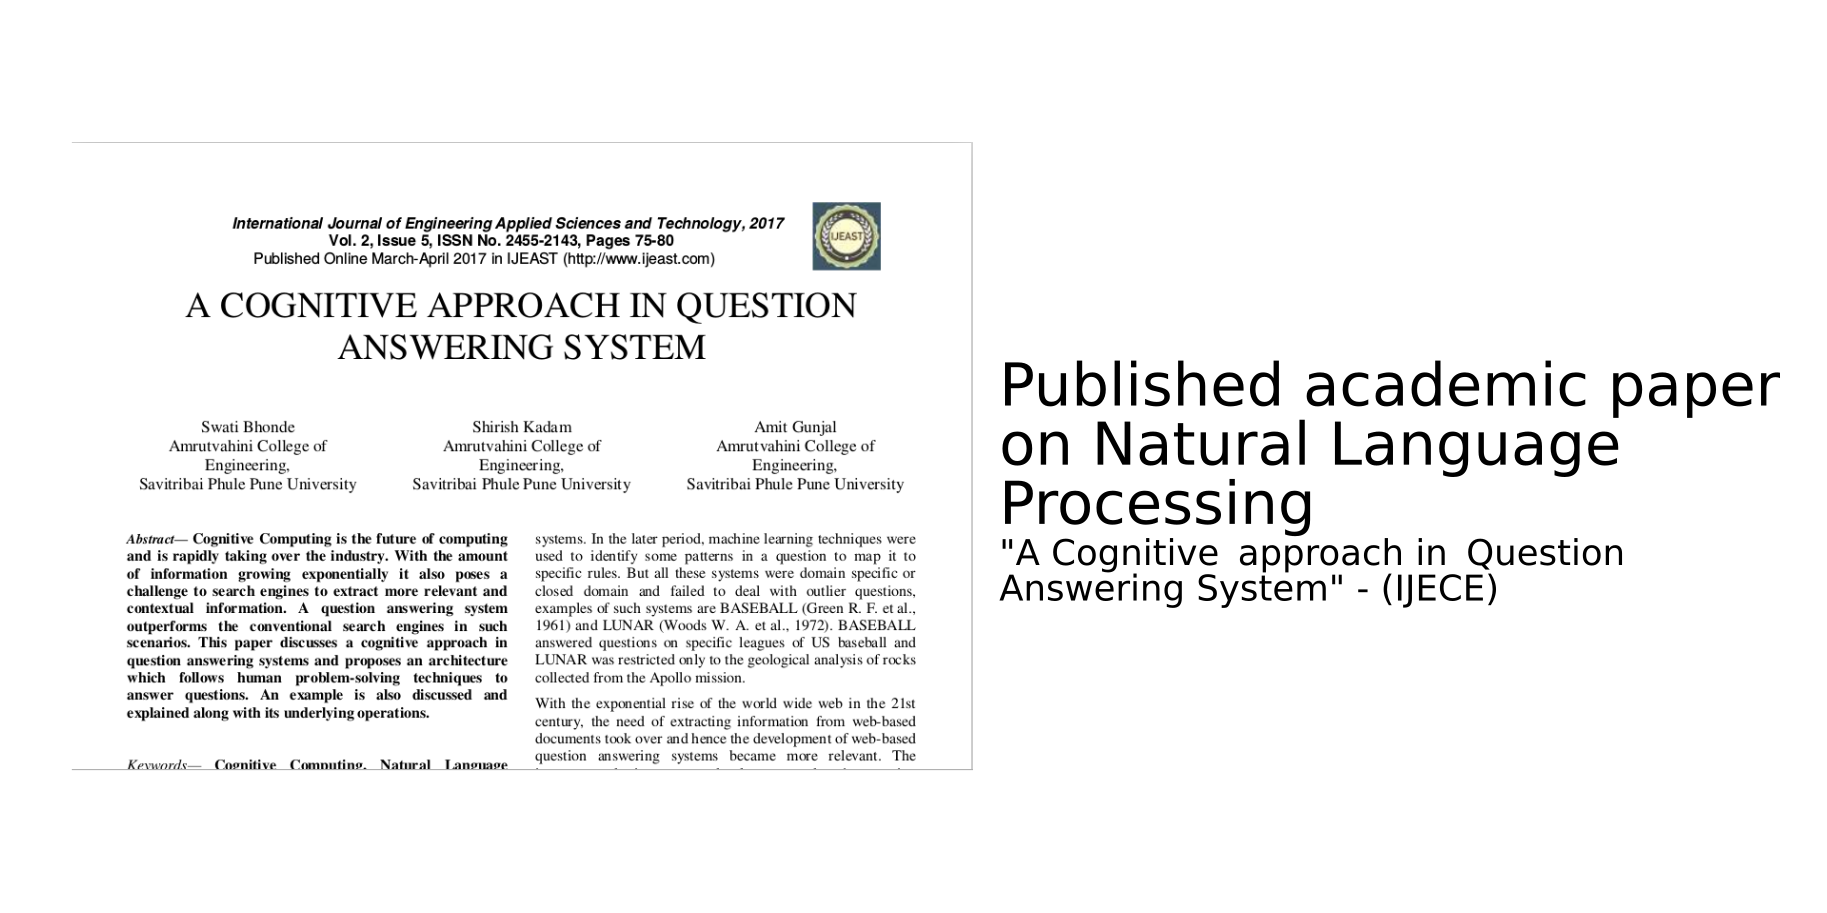 International Journal of Engineering Applied Sciences and Technology, 2017
Vol. 2, Issue 5, ISSN No. 2455-2143, Pages 75-80
Published Online March-April 2017 in IJEAST (http://www.ijeast.com)
IJEAST
A COGNITIVE APPROACH IN QUESTION
ANSWERING SYSTEM
Swati Bhonde
Amrutvahini College of
Engineering,
Savitribai Phule Pune University
Shirish Kadam
Amrutvahini College of
Engineering,
Savitribai Phule Pune University
Amit Gunjal
Amrutvahini College of
Engineering,
Savitribai Phule Pune University
Abstract— Cognitive Computing is the future of computing
and is rapidly taking over the industry. With the amount
of information growing exponentially it also poses a
challenge to search engines to extract more relevant and
contextual information. A question answering system
outperforms the conventional search engines in such
scenarios. This paper discusses a cognitive approach in
question answering systems and proposes an architecture
which follows human problem-solving techniques to
answer questions. An example is also discussed and
explained along with its underlying operations.
Keywords— Cognitive Computing, Natural Language
systems. In the later period, machine learning techniques were
used to identify some patterns in a question to map it to
specific rules. But all these systems were domain specific or
closed domain and failed to deal with outlier questions,
examples of such systems are BASEBALL (Green R. F. et al.,
1961) and LUNAR (Woods W. A. et al., 1972). BASEBALL
answered questions on specific leagues of US baseball and
LUNAR was restricted only to the geological analysis of rocks
collected from the Apollo mission.
With the exponential rise of the world wide web in the 21st
century, the need of extracting information from web-based
documents took over and hence the development of web-based
question answering systems became more relevant. The
Published academic paper
on Natural Language
Processing
"A Cognitive approach in Question
Answering System" - (IJECE)